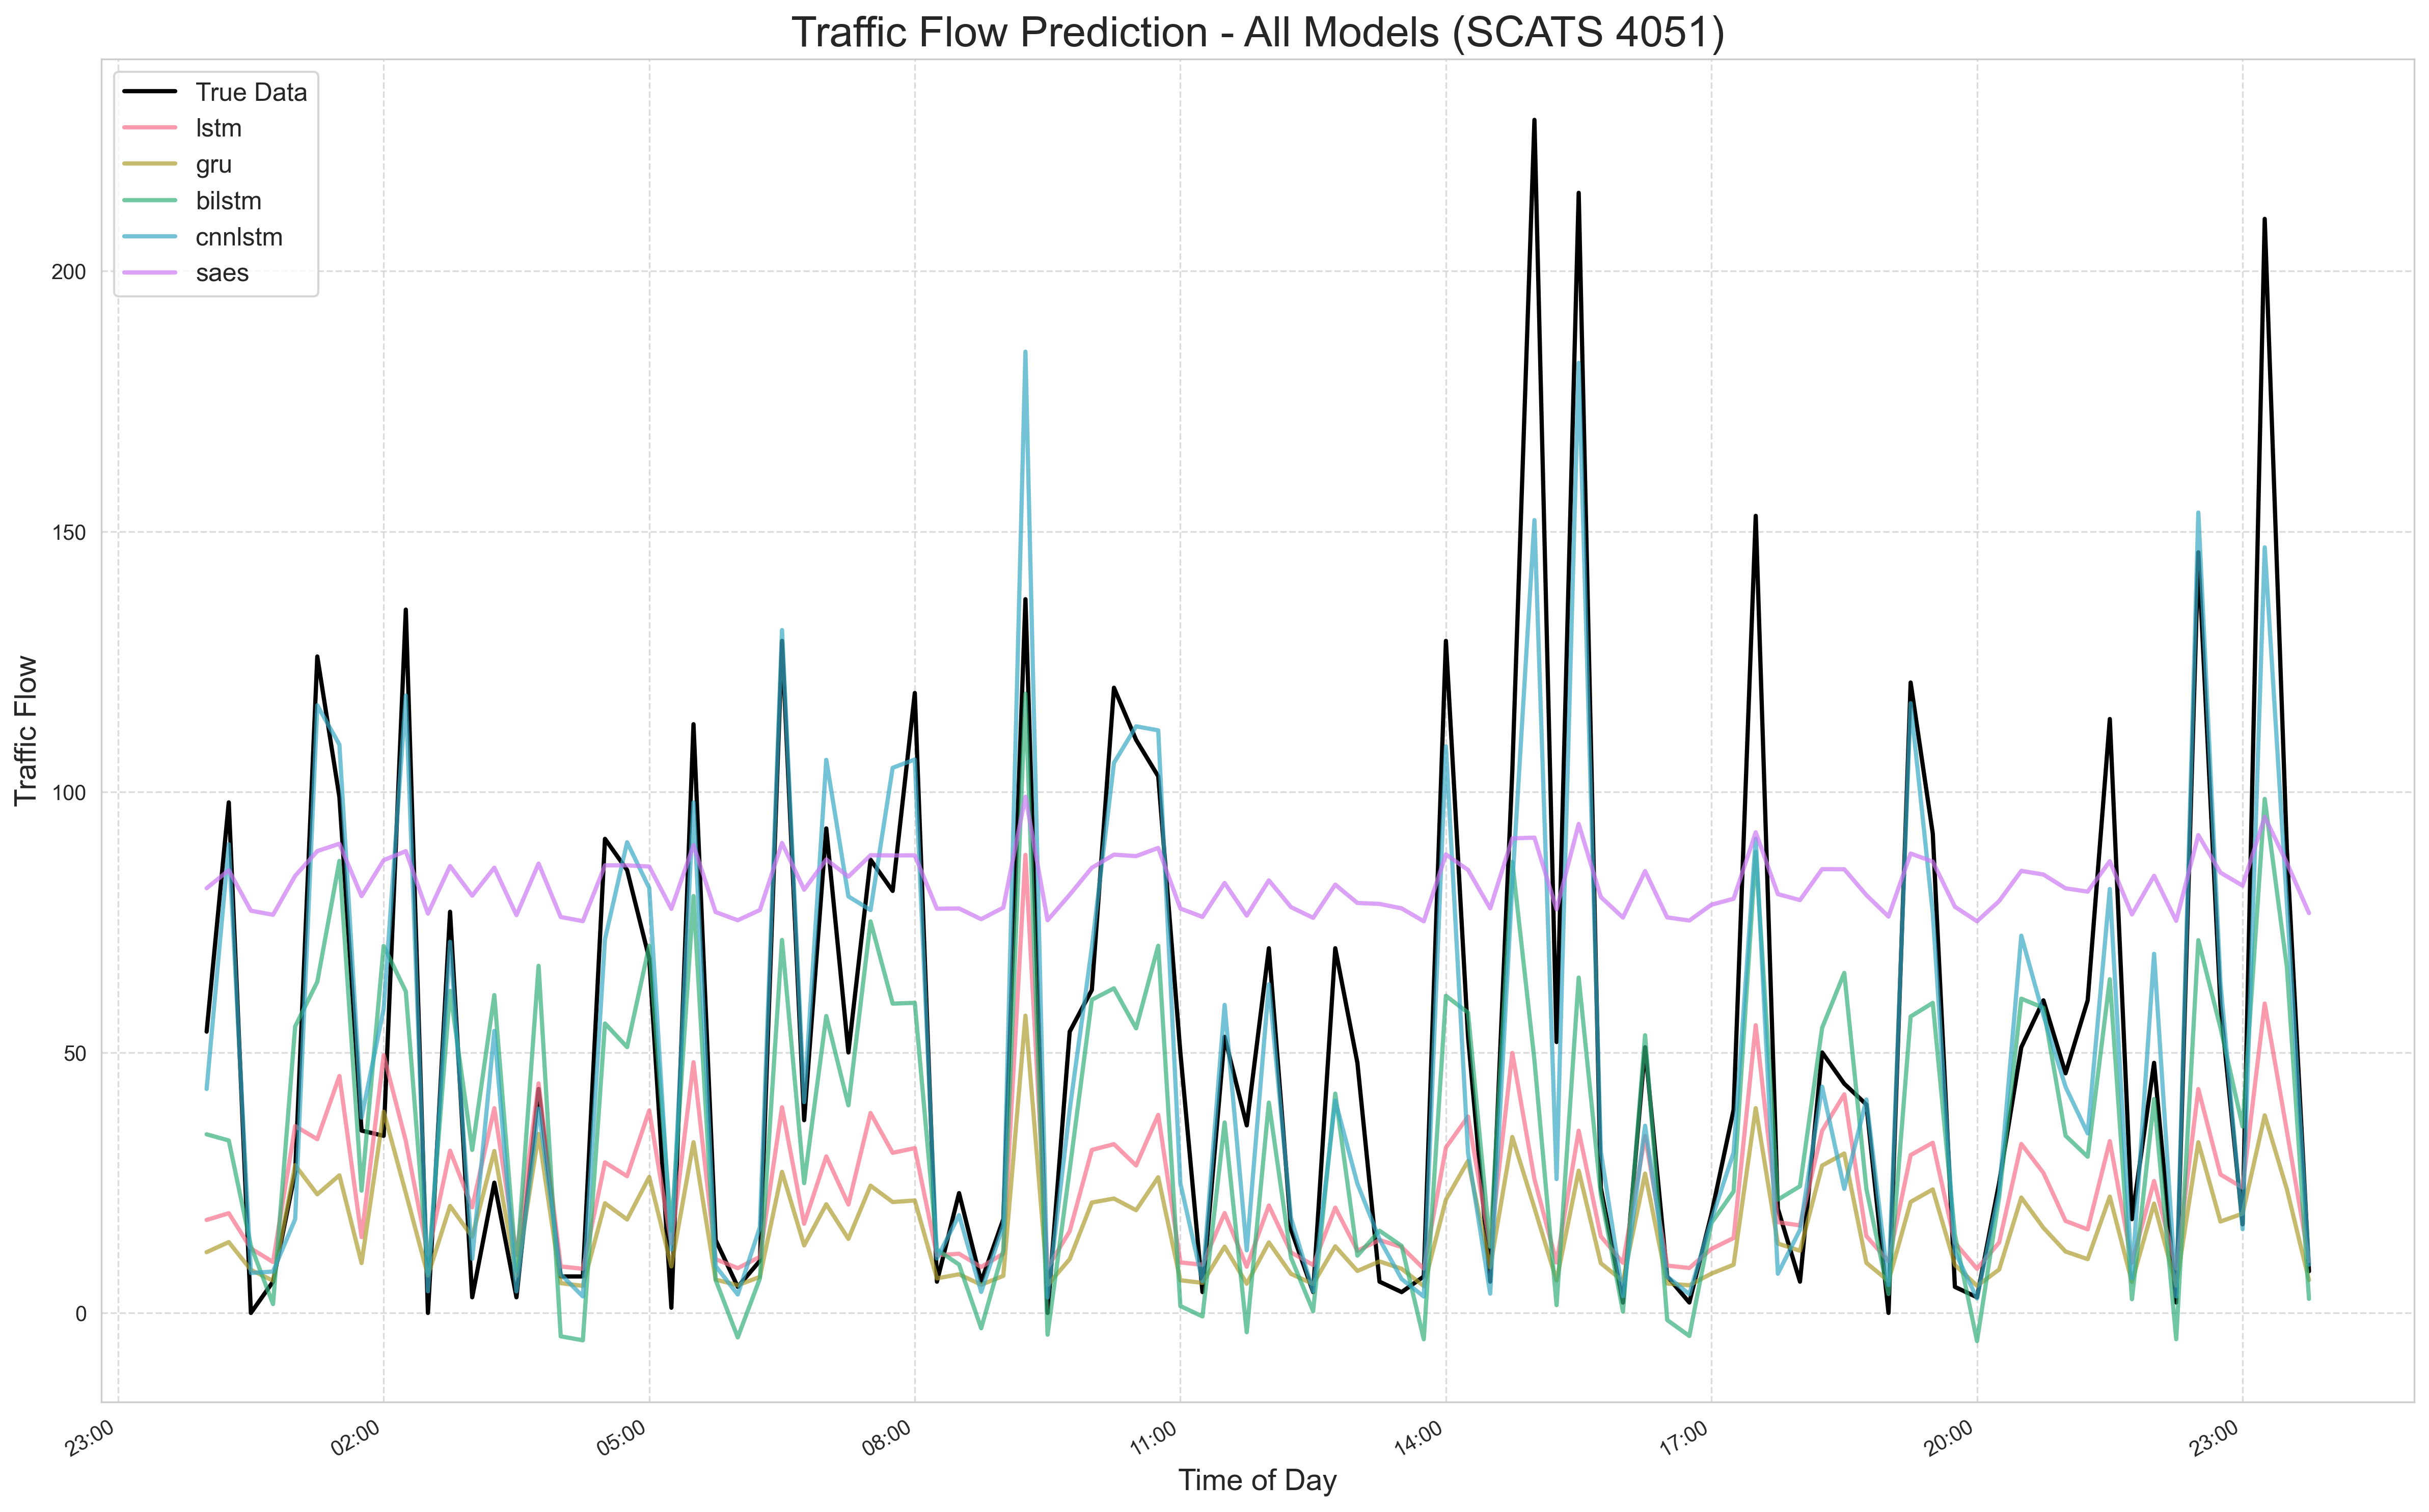 Traffic Flow Prediction - All Models (SCATS 4051)
True Data
lstm
gru
bilstm
cnnlstm
saes
Traffic Flow
200
150
100
50
0
23:00
02:00
05:00
08:00
11:00
14:00
17:00
20:00
23:00
Time of Day